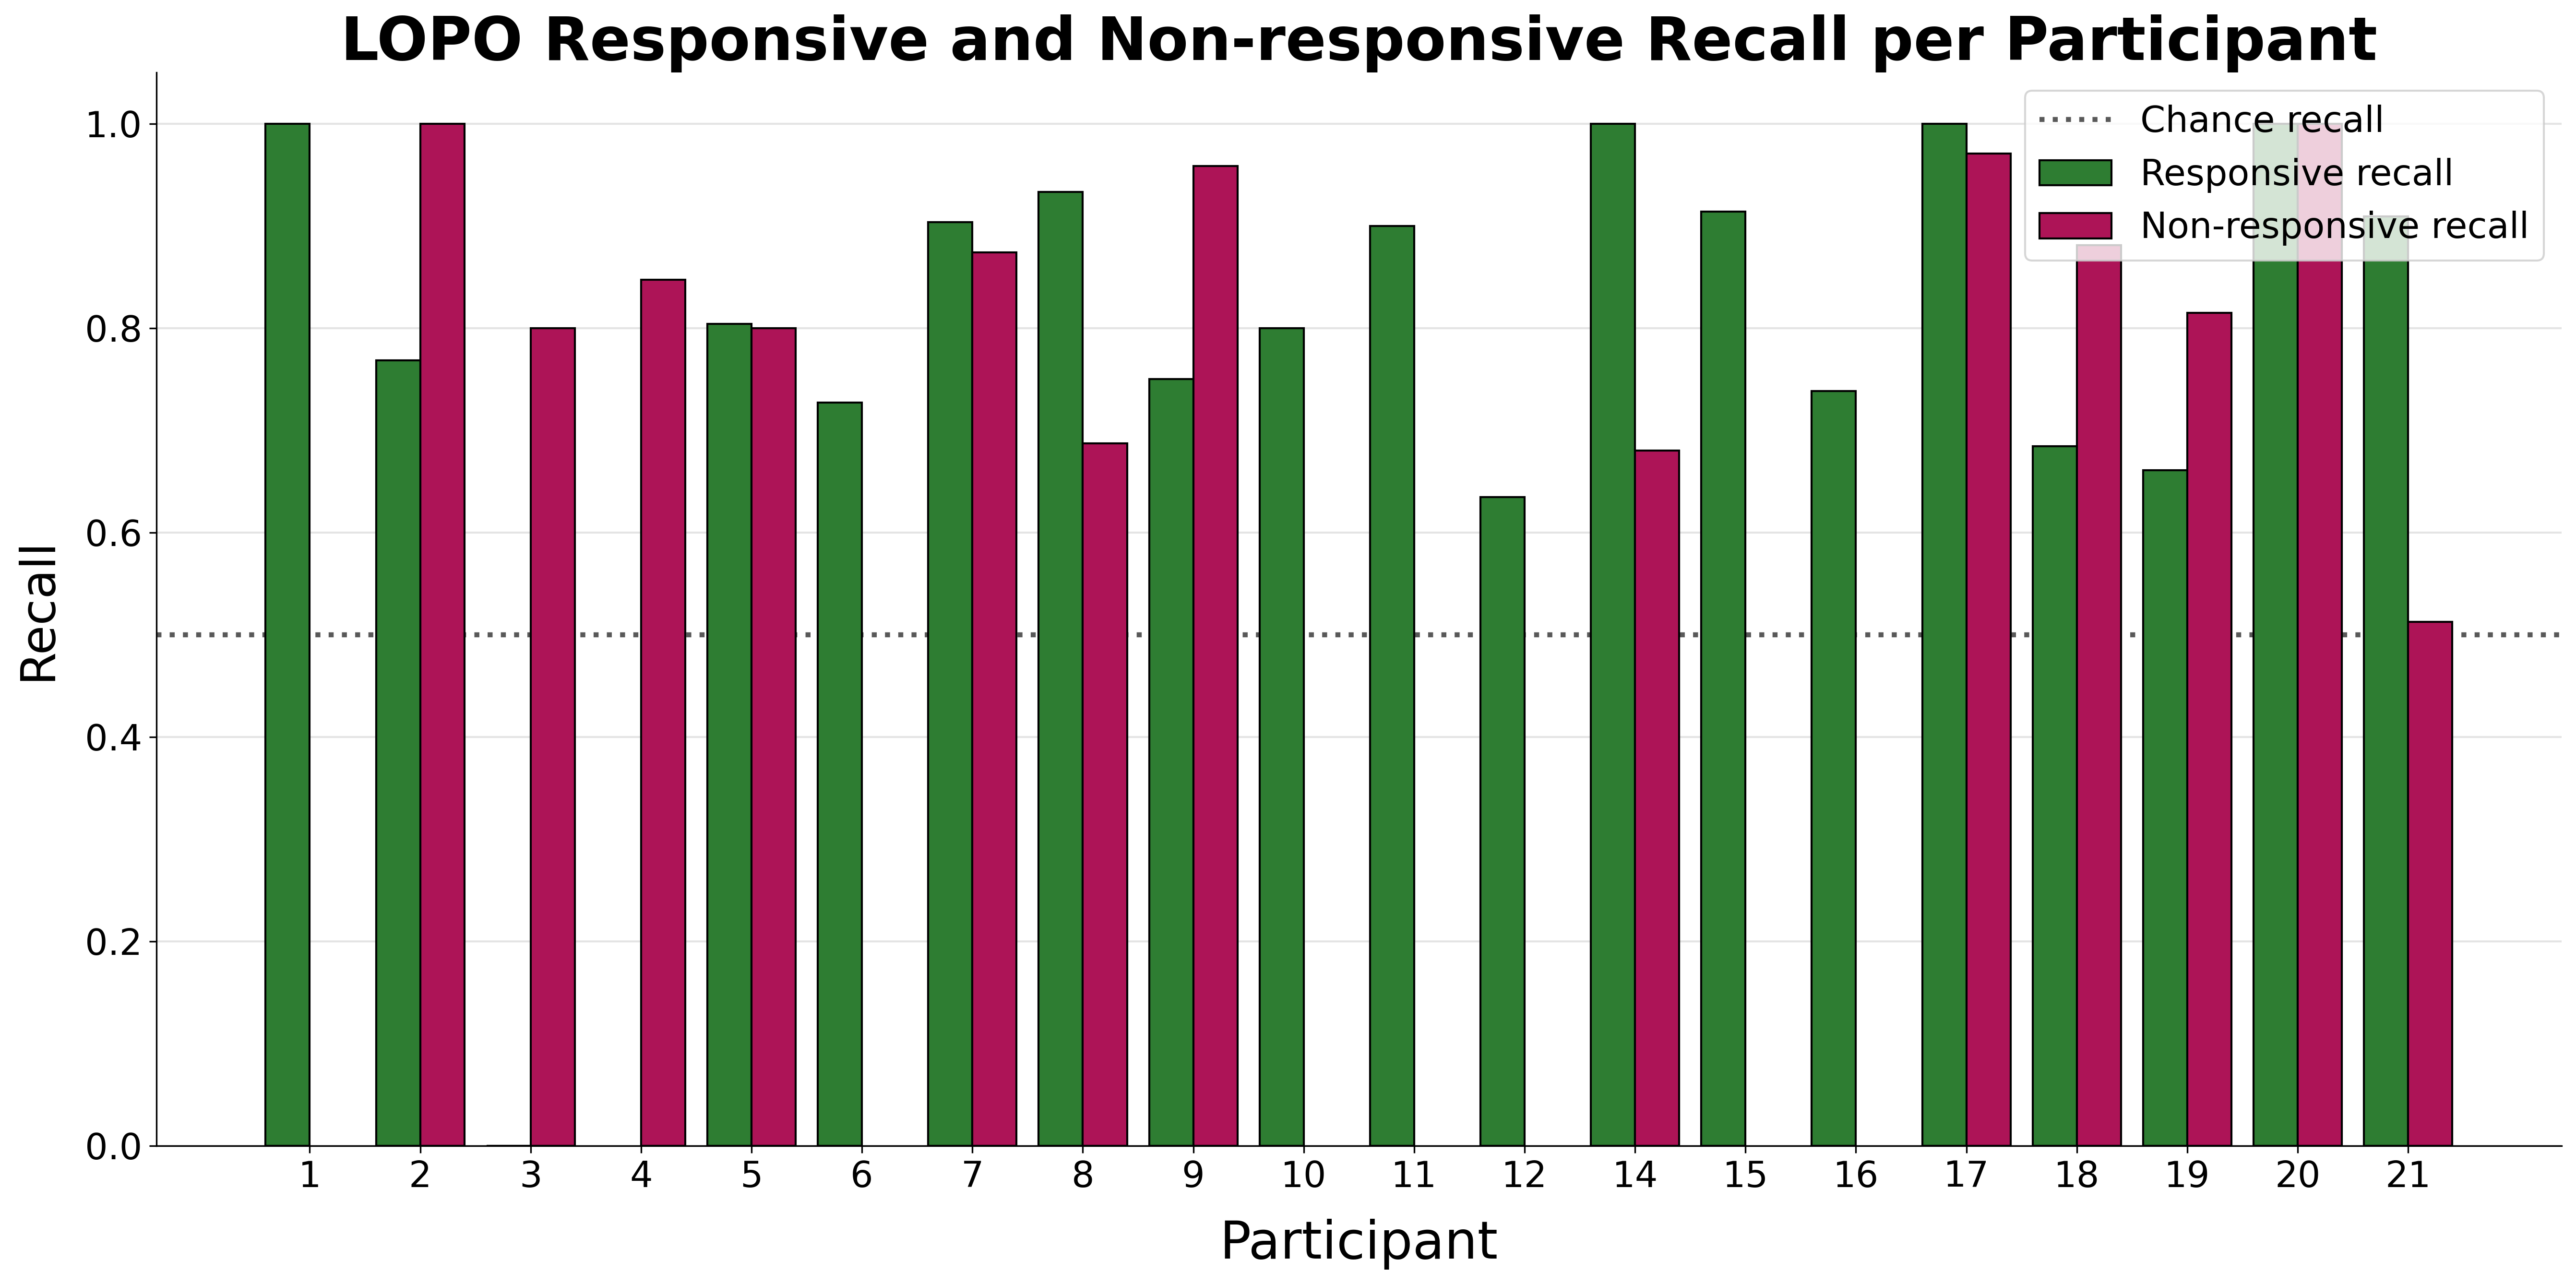 LOPO Responsive and Non-responsive Recall per Participant
Chance recall
Responsive recall
Non-responsive recall
1.0
0.8
0.6
0.4
0.2
0.0
Recall
1 2 3 4 5 6 7 8 9 10 11 12 14 15 16 17 18 19 20 21
Participant